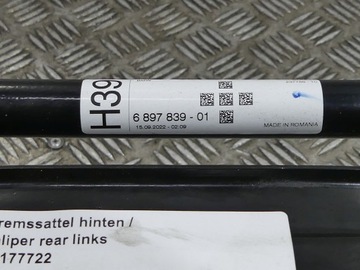 H39
6 897 839 - 01
15.09.2022 - 02:09
MADE IN ROMANIA
remssattel hinten /
liper rear links
177722